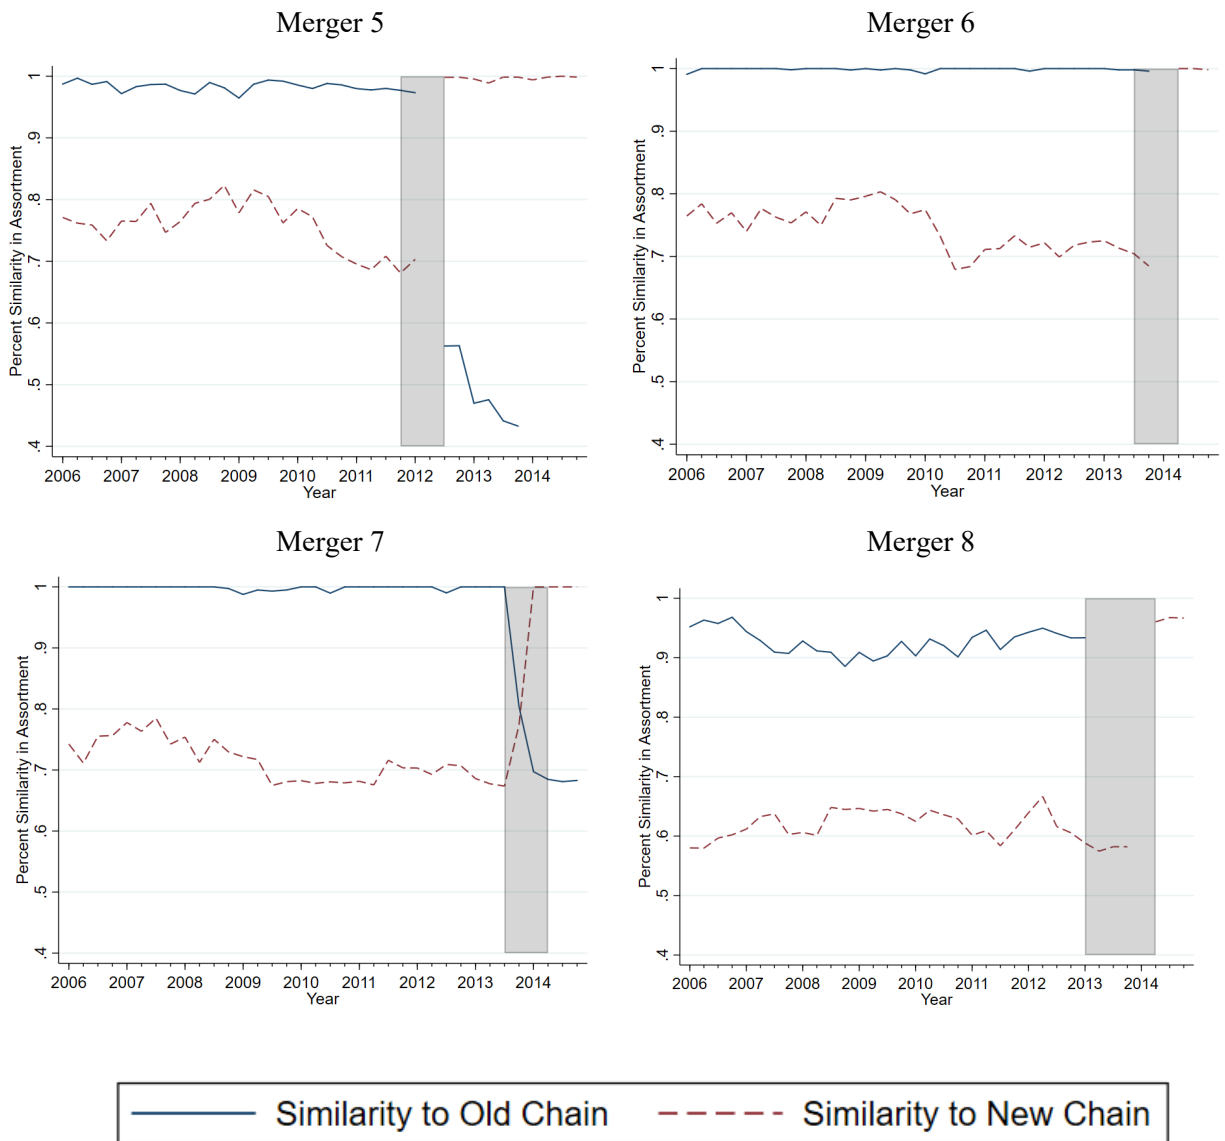 Merger 5
Merger 6
Percent Similarity in Assortment
1
.9
.8
.7
.6
.5
.4
2006 2007 2008 2009 2010 2011 2012 2013 2014
Year
Percent Similarity in Assortment
1
.9
.8
.7
.6
.5
.4
2006 2007 2008 2009 2010 2011 2012 2013 2014
Year
Merger 7
Merger 8
Percent Similarity in Assortment
1
.9
.8
.7
.6
.5
.4
2006 2007 2008 2009 2010 2011 2012 2013 2014
Year
Percent Similarity in Assortment
1
.9
.8
.7
.6
.5
.4
2006 2007 2008 2009 2010 2011 2012 2013 2014
Year
Similarity to Old Chain Similarity to New Chain